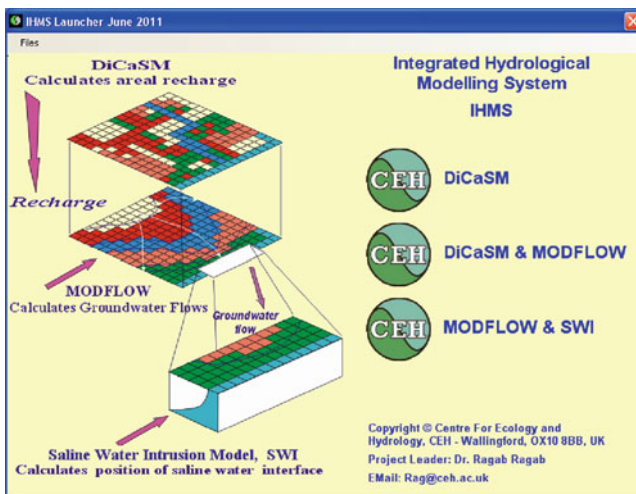 IHMS Launcher June 2011
Files
DiCaSM
Calculates areal recharge
Recharge
MODFLOW
Calculates Groundwater Flows
Groundwater
flow
Saline Water Intrusion Model, SWI
Calculates position of saline water interface
Integrated Hydrological
Modelling System
IHMS
CEH
DiCaSM
CEH
DiCaSM & MODFLOW
CEH
MODFLOW & SWI
Copyright © Centre For Ecology and
Hydrology, CEH - Wallingford, OX10 8BB, UK
Project Leader: Dr. Ragab Ragab
EMail: Rag@ceh.ac.uk